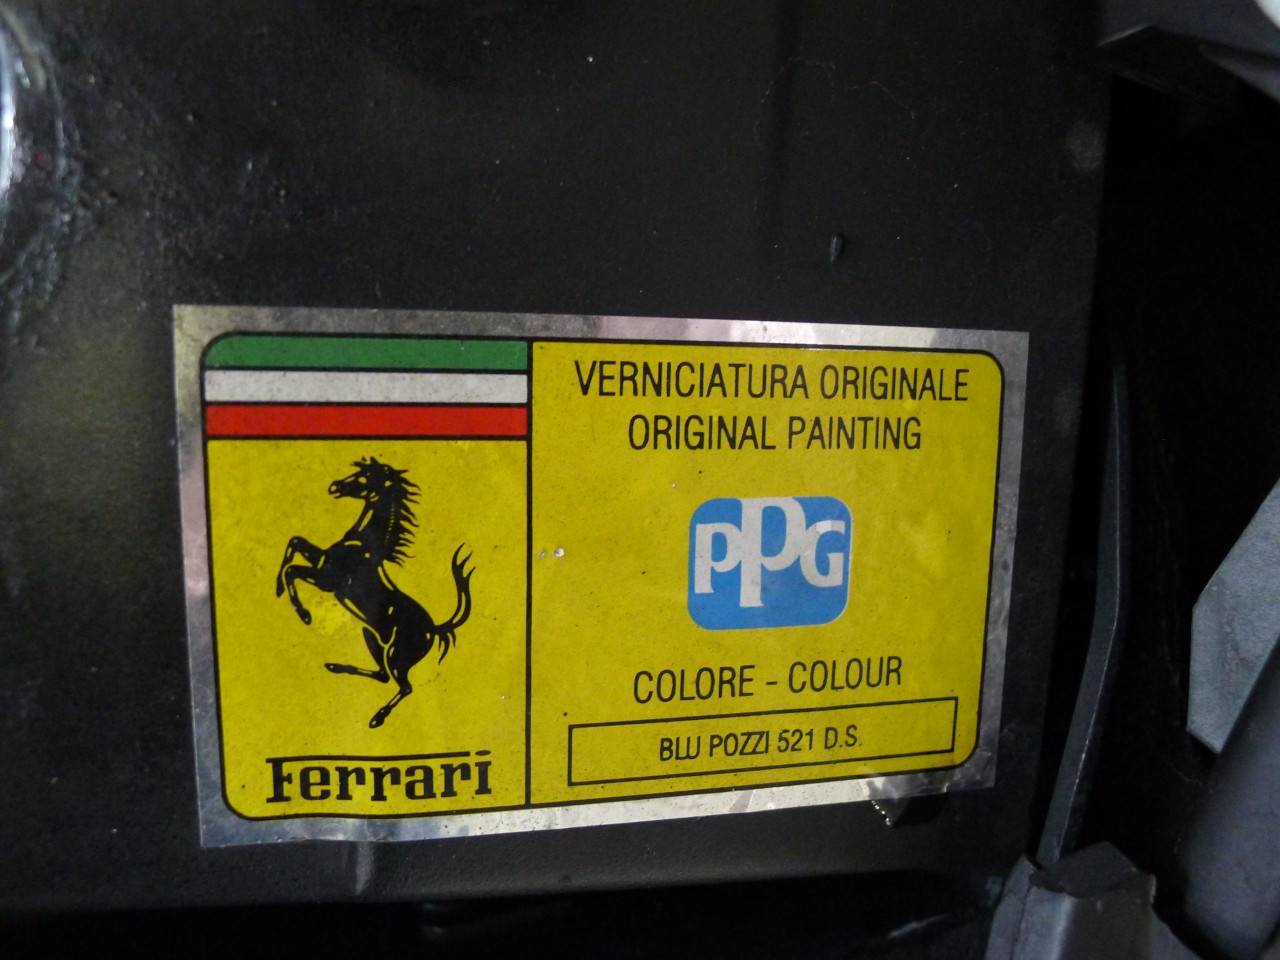 VERNICIATURA ORIGINALE
ORIGINAL PAINTING
PPG
COLORE - COLOUR
BLU POZZI 521 D.S.
Ferrari